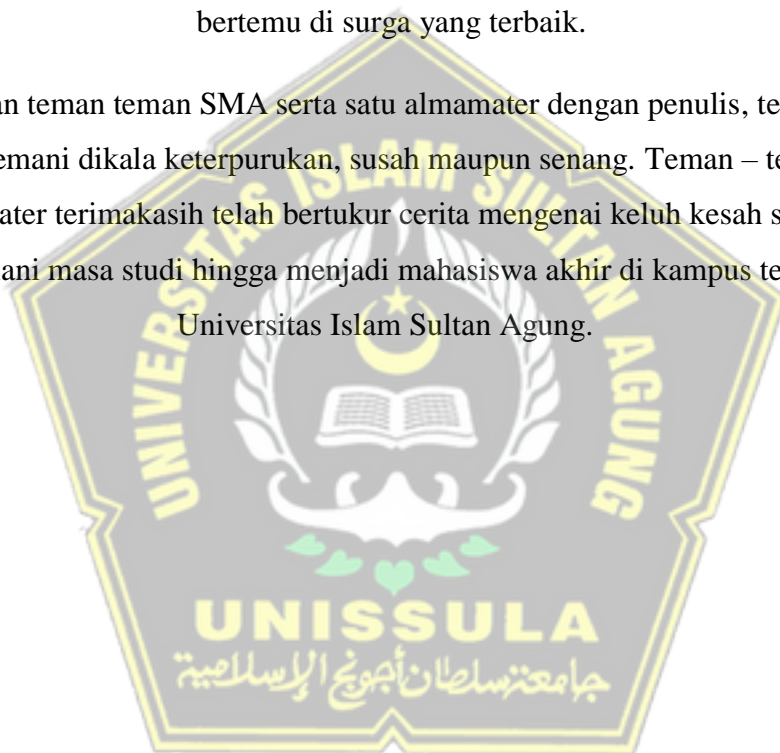 bertemu di surga yang terbaik.
an teman teman SMA serta satu almamater dengan penulis, te
emani dikala keterpurukan, susah maupun senang. Teman – te
ater terimakasih telah bertukur cerita mengenai keluh kesah s
ani masa studi hingga menjadi mahasiswa akhir di kampus te
Universitas Islam Sultan Agung.
UNIVERSITAS ISLAM SULTAN AGUNG
UNISSULA
جامعنسلطان أجونج الإسلامية